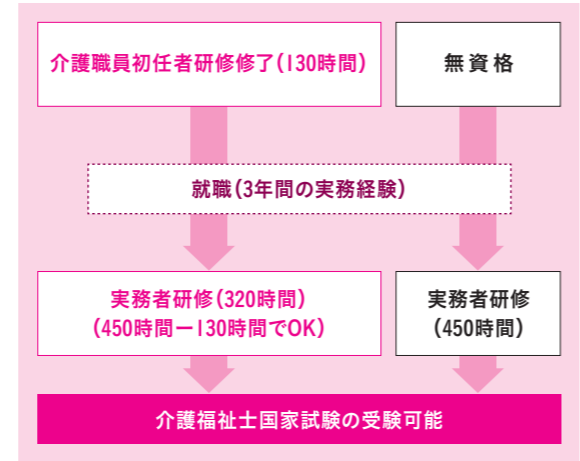 介護職員初任者研修修了(130時間)
無資格
就職(3年間の実務経験)
実務者研修(320時間)
(450時間ー130時間でOK)
実務者研修
(450時間)
介護福祉士国家試験の受験可能